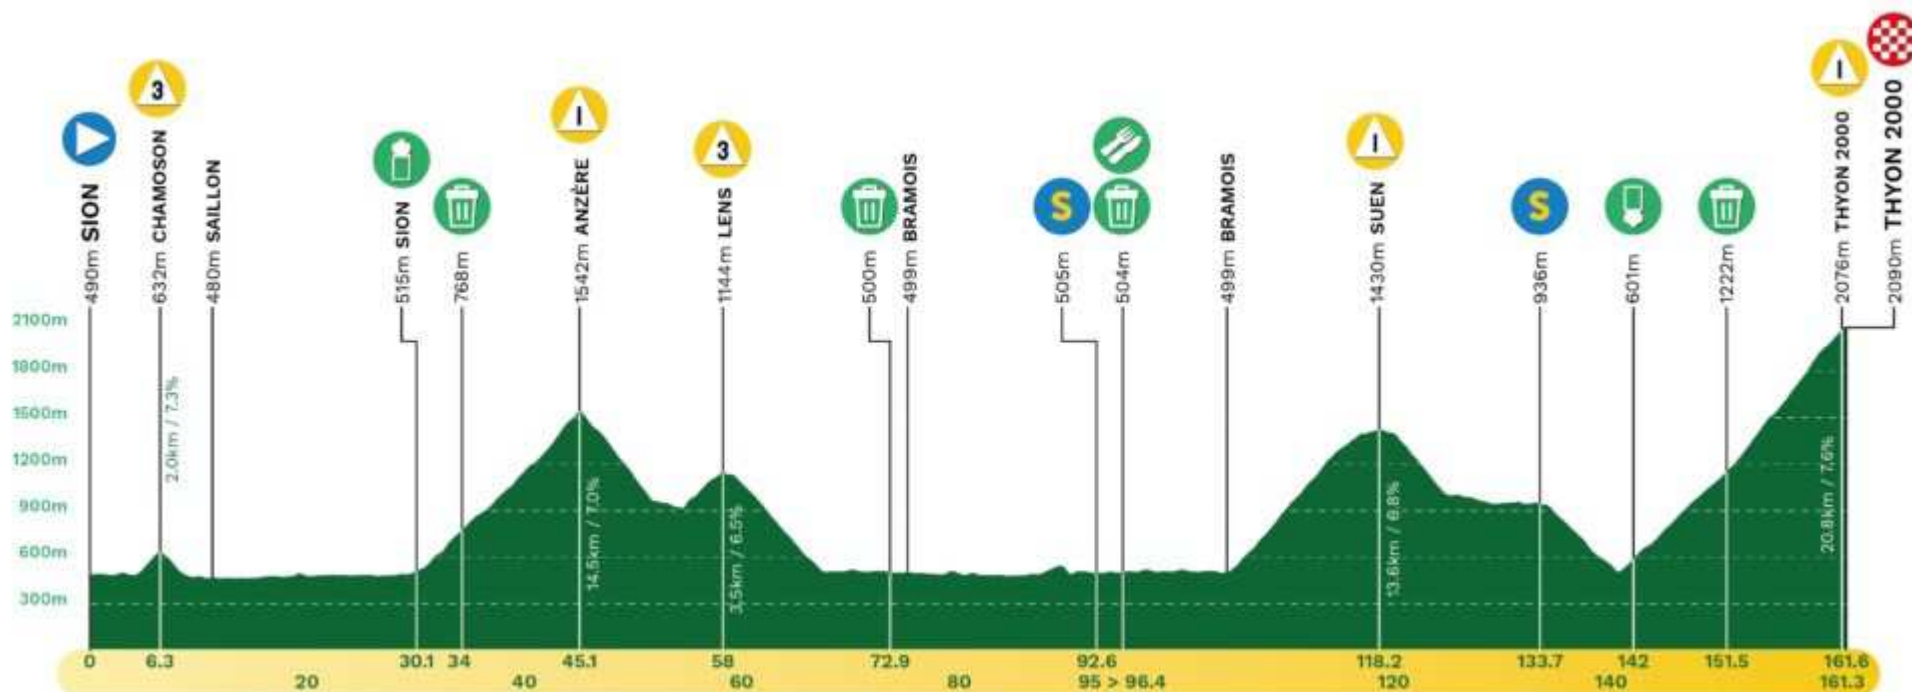 3
490m SION
632m CHAMOSON
480m SAILLON
515m SION
768m
I
1542m ANZÈRE
3
1144m LENS
500m
499m BRAMOIS
S
505m
504m
499m BRAMOIS
I
1430m SUEN
S
936m
601m
1222m
I
2076m THYON 2000
2090m THYON 2000
2100m
1800m
1500m
1200m
900m
600m
300m
2.0km / 7.3%
14.5km / 7.0%
3.5km / 6.5%
13.6km /
20.8km / 7.6%
0 6.3 30.1 34 45.1 58 72.9 92.6 118.2 133.7 142 151.5 161.6
20 40 60 80 95 > 96.4 120 140 161.3